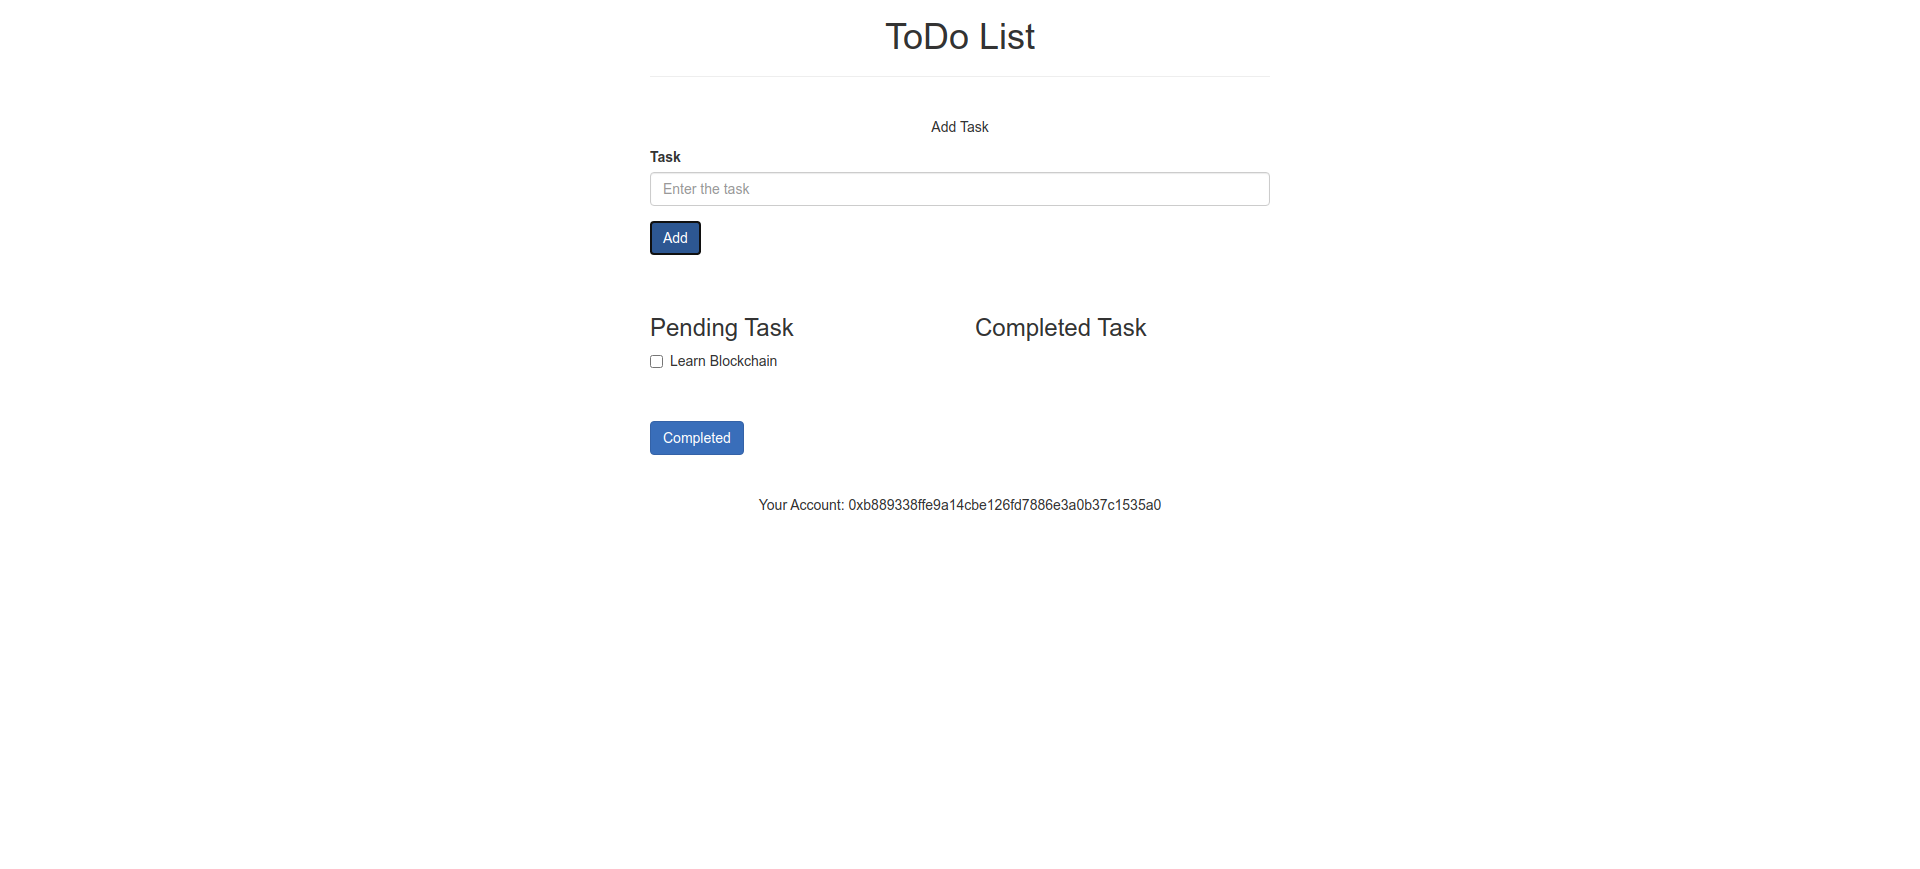 ToDo List
Add Task
Task
Enter the task
Add
Pending Task
Completed Task
Learn Blockchain
Completed
Your Account: 0xb889338ffe9a14cbe126fd7886e3a0b37c1535a0